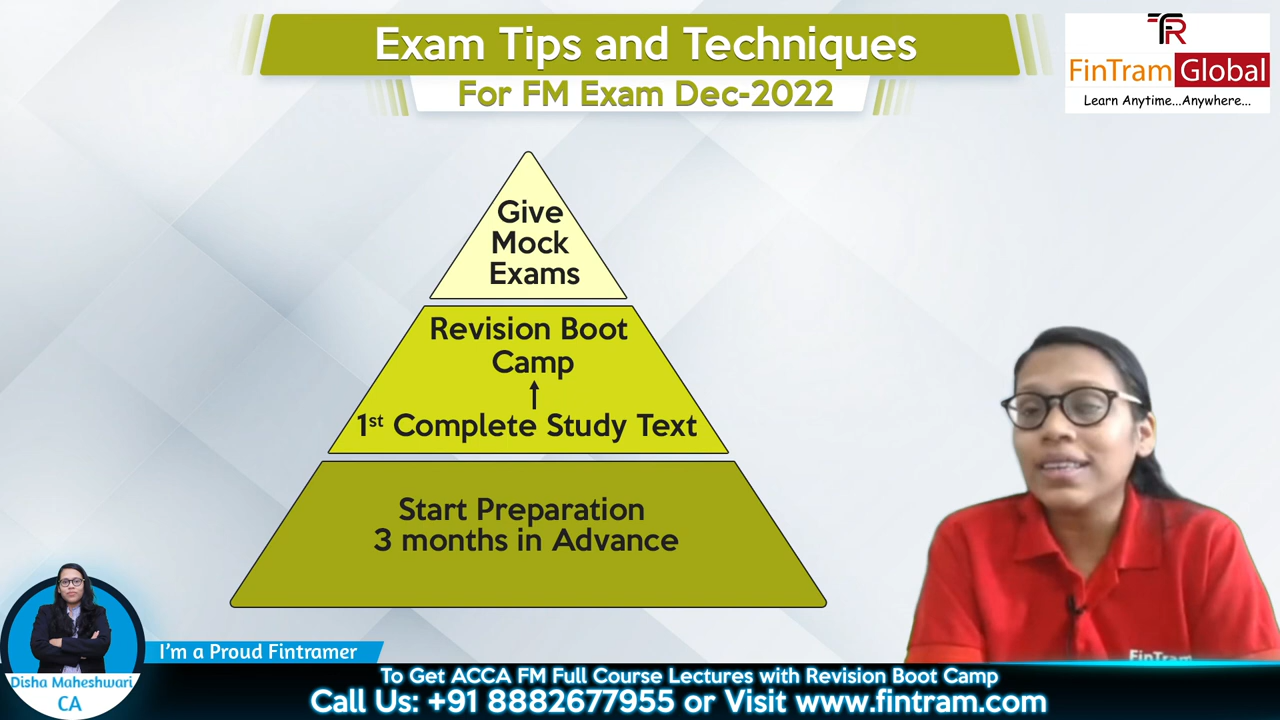 Exam Tips and Techniques
For FM Exam Dec-2022
FR
FinTram Global
Learn Anytime...Anywhere...
Give
Mock
Exams
Revision Boot
Camp
1st Complete Study Text
Start Preparation
3 months in Advance
FinTram
I'm a Proud Fintramer
Disha Maheshwari
CA
To Get ACCA FM Full Course Lectures with Revision Boot Camp
Call Us: +91 8882677955 or Visit www.fintram.com